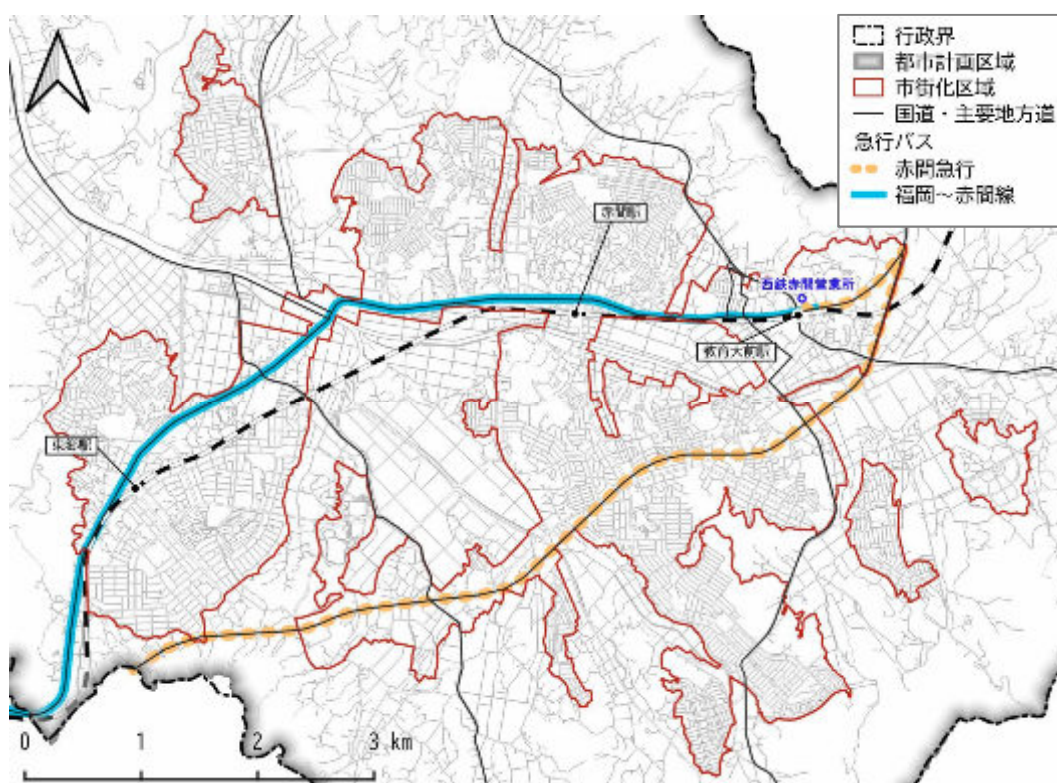 行政界
都市計画区域
市街化区域
国道・主要地方道
急行バス
赤間急行
福岡～赤間線
赤間駅
西鉄赤間営業所
教育大前駅
東郷駅
0 1 2 3 km